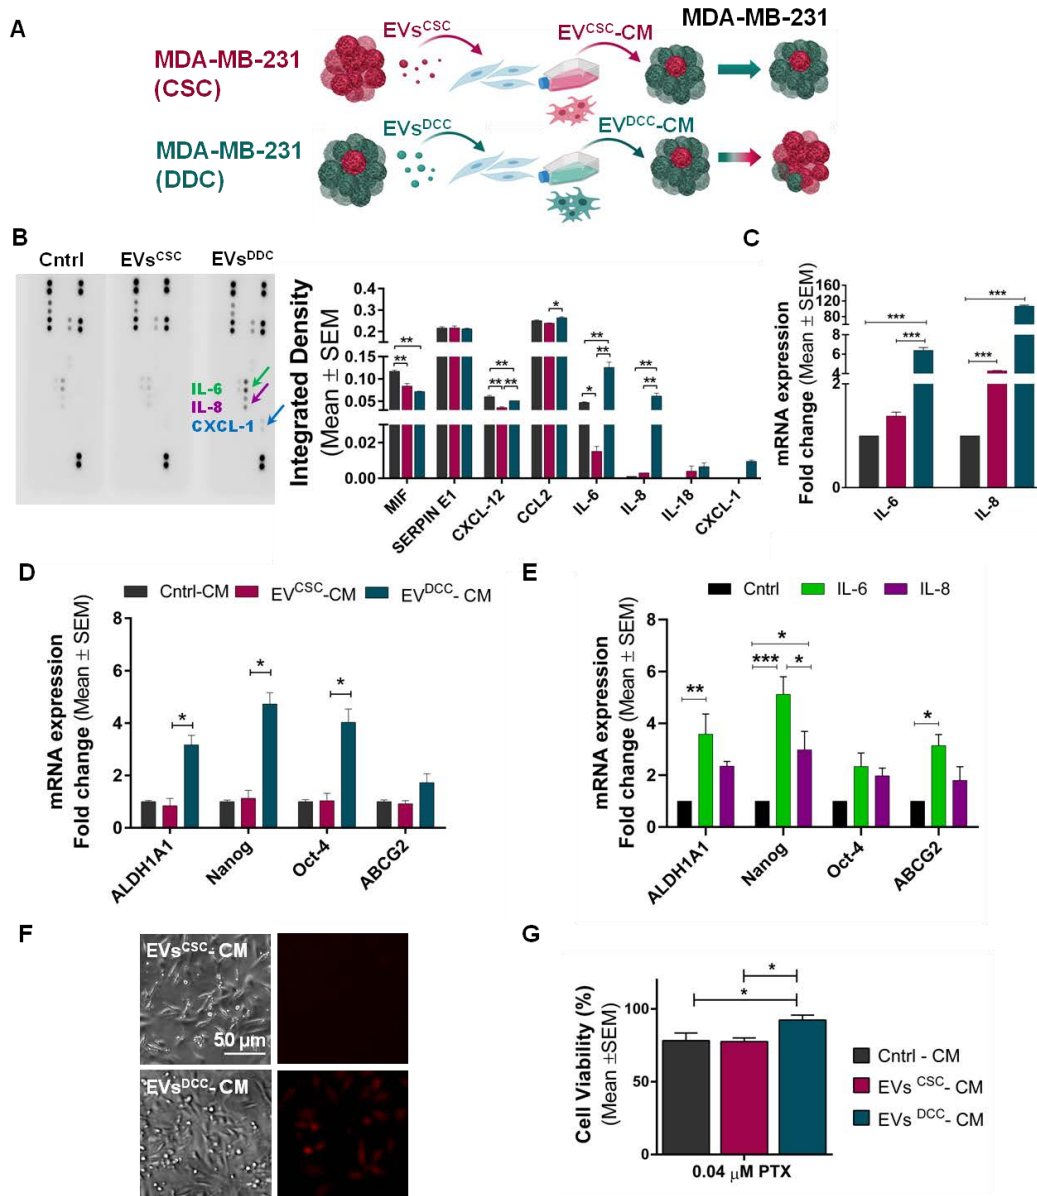 A
MDA-MB-231
(CSC)
EVsCSC
EVCSC-CM
MDA-MB-231
MDA-MB-231
(DDC)
EVsDCC
EVDCC-CM
B
Cntrl
EVsCSC
EVsDDC
IL-6
IL-8
CXCL-1
Integrated Density
(Mean ± SEM)
0.4
0.3
0.2
0.15
0.10
0.05
0.02
0.00
**
**
**
**
**
*
**
*
**
**
**
MIF
SERPIN E1
CXCL-12
CCL2
IL-6
IL-8
IL-18
CXCL-1
C
mRNA expression
Fold change (Mean ± SEM)
160
120
80
8
6
4
2
0
***
***
***
***
IL-6
IL-8
D
Cntrl-CM
EVCSC-CM
EVDCC- CM
mRNA expression
Fold change (Mean ± SEM)
8
6
4
2
0
*
*
*
ALDH1A1
Nanog
Oct-4
ABCG2
E
Cntrl
IL-6
IL-8
mRNA expression
Fold change (Mean ± SEM)
8
6
4
2
0
**
*
***
*
*
ALDH1A1
Nanog
Oct-4
ABCG2
F
EVsCSC- CM
50 µm
EVsDCC- CM
G
Cell Viability (%)
(Mean ±SEM)
100
50
0
*
*
0.04 µM PTX
Cntrl - CM
EVs CSC- CM
EVs DCC- CM